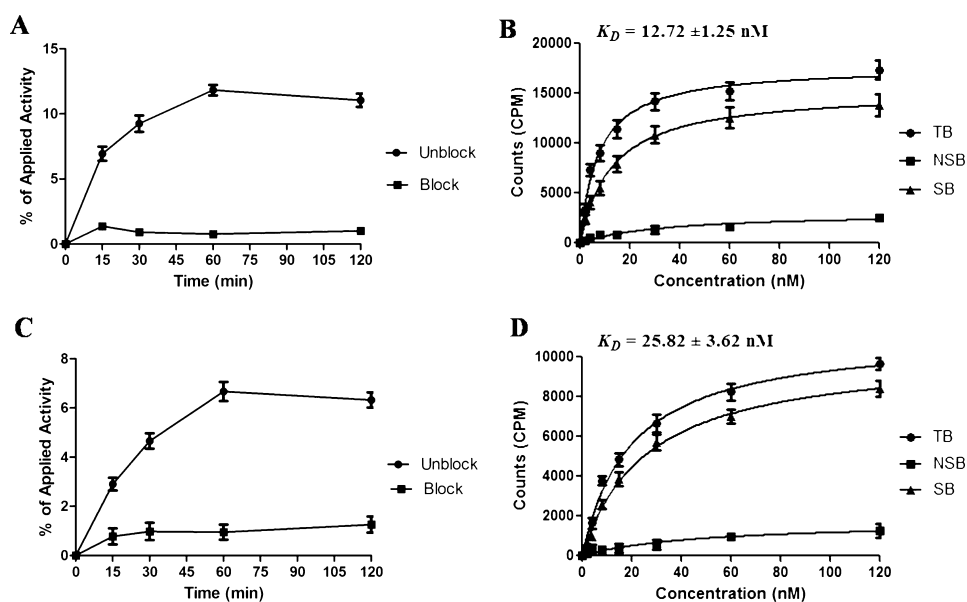 A
15
10
5
0
% of Applied Activity
0 15 30 45 60 75 90 105 120
Time (min)
Unblock
Block
B
K_D = 12.72 ±1.25 nM
20000
15000
10000
5000
0
Counts (CPM)
0 20 40 60 80 100 120
Concentration (nM)
TB
NSB
SB
C
8
6
4
2
0
% of Applied Activity
0 15 30 45 60 75 90 105 120
Time (min)
Unblock
Block
D
K_D = 25.82 ± 3.62 nM
10000
8000
6000
4000
2000
0
Counts (CPM)
0 20 40 60 80 100 120
Concentration (nM)
TB
NSB
SB